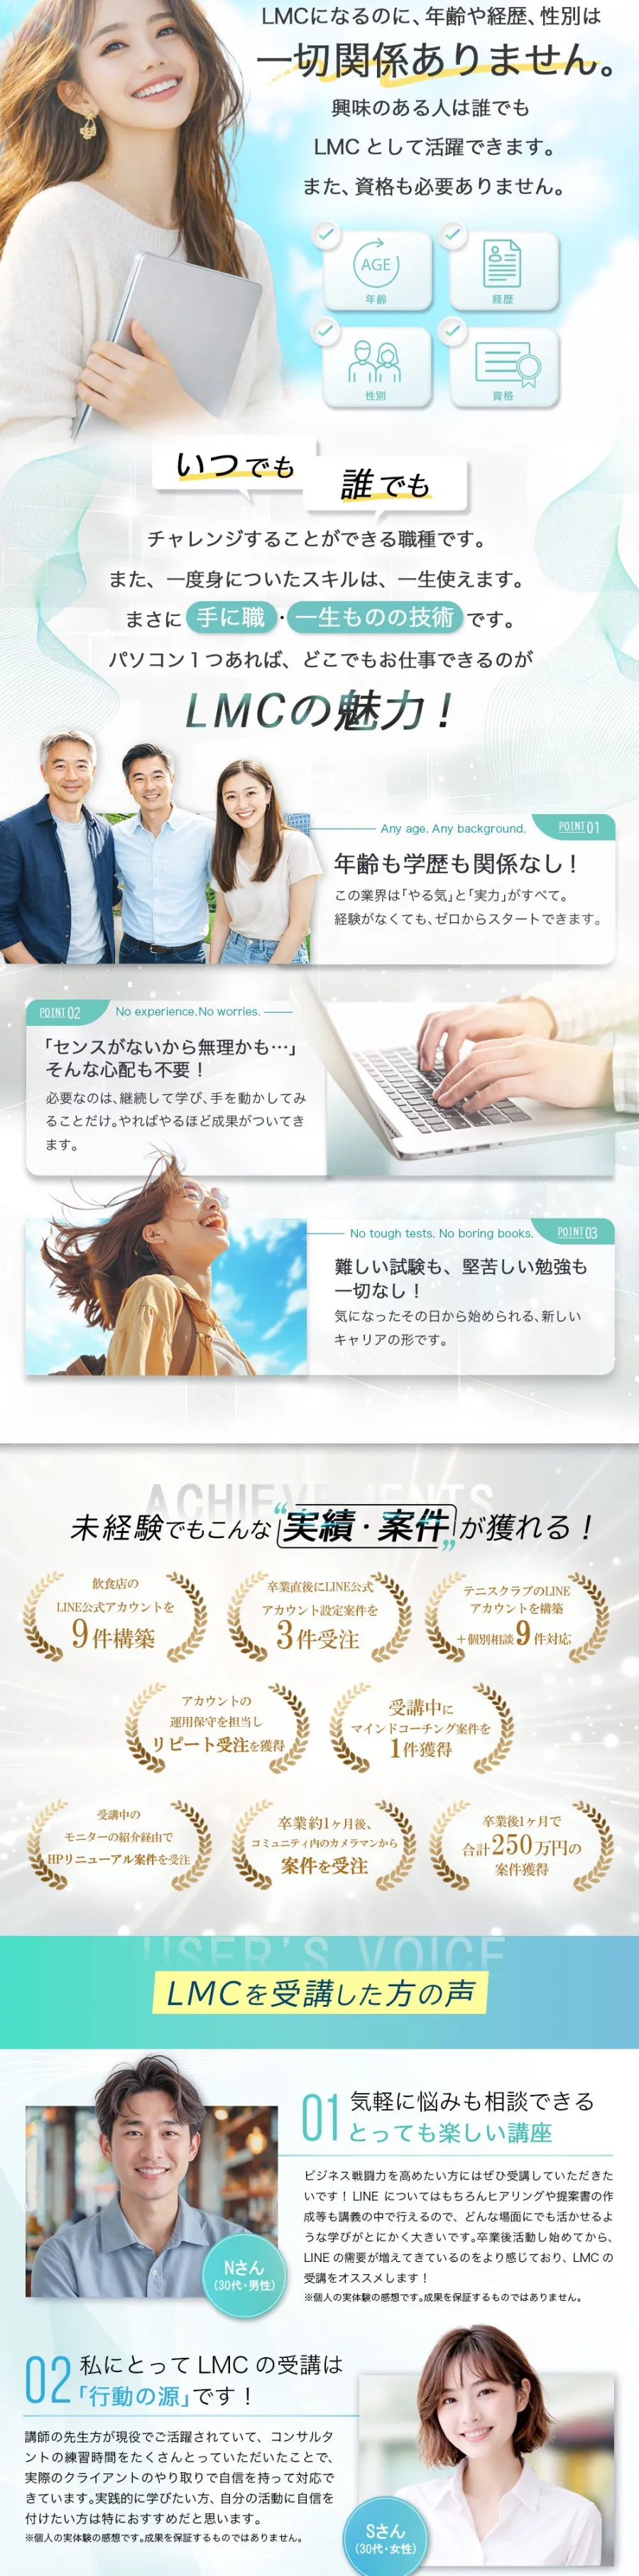 LMCになるのに、年齢や経歴、性別は
一切関係ありません。
興味のある人は誰でも
LMC として活躍できます。
また、資格も必要ありません。
AGE
年齢
経歴
性別
資格
いつでも
誰でも
チャレンジすることができる職種です。
また、一度身についたスキルは、一生使えます。
まさに 手に職・一生ものの技術 です。
パソコン1つあれば、どこでもお仕事できるのが
LMCの魅力！
Any age. Any background.
POINT 01
年齢も学歴も関係なし！
この業界は「やる気」と「実力」がすべて。
経験がなくても、ゼロからスタートできます。
POINT 02
No experience.No worries.
「センスがないから無理かも…」
そんな心配も不要！
必要なのは、継続して学び、手を動かしてみ
ることだけ。やればやるほど成果がついてき
ます。
No tough tests. No boring books.
POINT 03
難しい試験も、堅苦しい勉強も
一切なし！
気になったその日から始められる、新しい
キャリアの形です。
ACHIEVEMENTS
未経験でもこんな“実績・案件”が獲れる！
飲食店の
LINE公式アカウントを
9件構築
卒業直後にLINE公式
アカウント設定案件を
3件受注
テニスクラブのLINE
アカウントを構築
＋個別相談9件対応
アカウントの
運用保守を担当し
リピート受注を獲得
受講中に
マインドコーチング案件を
1件獲得
受講中の
モニターの紹介経由で
HPリニューアル案件を受注
卒業約1ヶ月後、
コミュニティ内のカメラマンから
案件を受注
卒業後1ヶ月で
合計250万円の
案件獲得
USER'S VOICE
LMCを受講した方の声
01
気軽に悩みも相談できる
とっても楽しい講座
ビジネス戦闘力を高めたい方にはぜひ受講していただきた
いです！ LINE についてはもちろんヒアリングや提案書の作
成等も講義の中で行えるので、どんな場面にでも活かせるよ
うな学びがとにかく大きいです。卒業後活動し始めてから、
LINE の需要が増えてきているのをより感じており、LMC の
受講をオススメします！
※個人の実体験の感想です。成果を保証するものではありません。
Nさん
（30代・男性）
02
私にとって LMC の受講は
「行動の源」です！
講師の先生方が現役でご活躍されていて、コンサルタ
ントの練習時間をたくさんとっていただいたことで、
実際のクライアントのやり取りで自信を持って対応で
きています。実践的に学びたい方、自分の活動に自信を
付けたい方は特におすすめだと思います。
※個人の実体験の感想です。成果を保証するものではありません。
Sさん
（30代・女性）